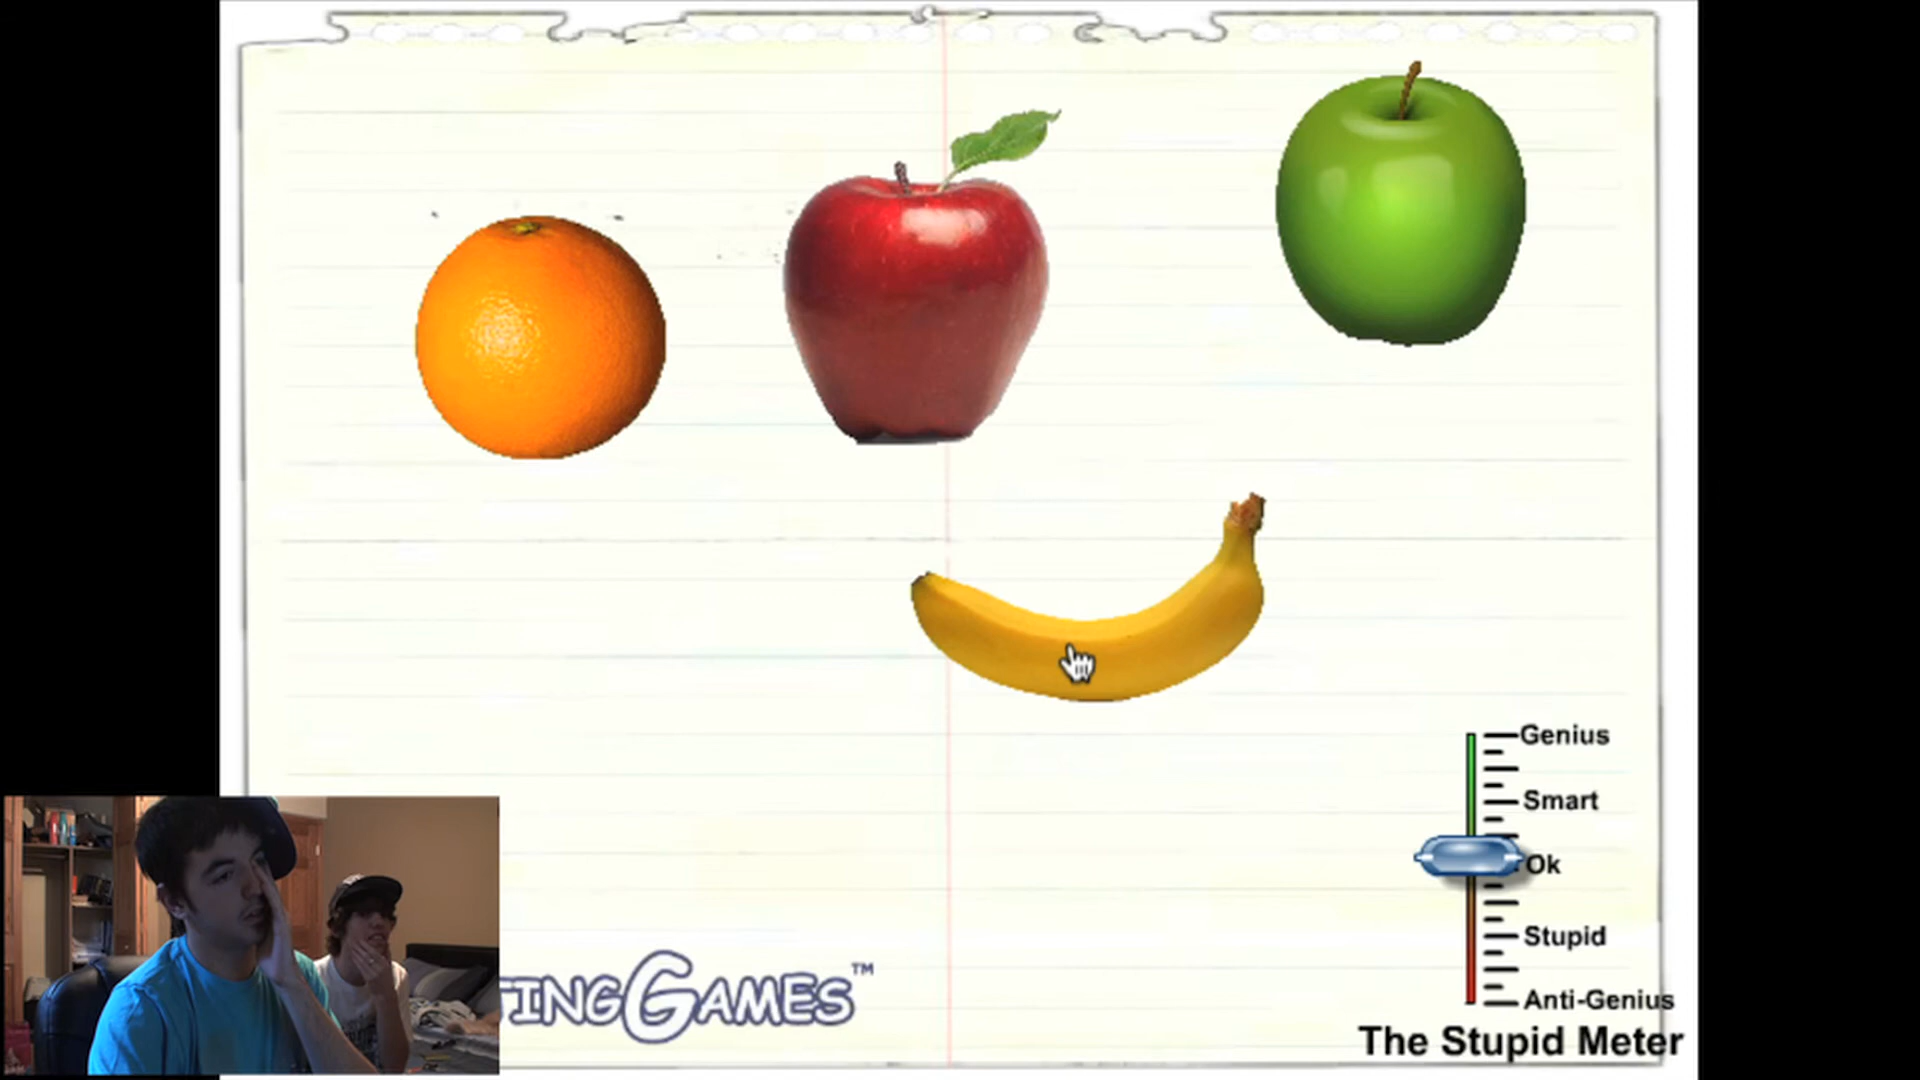 Genius
Smart
Ok
Stupid
Anti-Genius
The Stupid Meter
TINGGAMES™